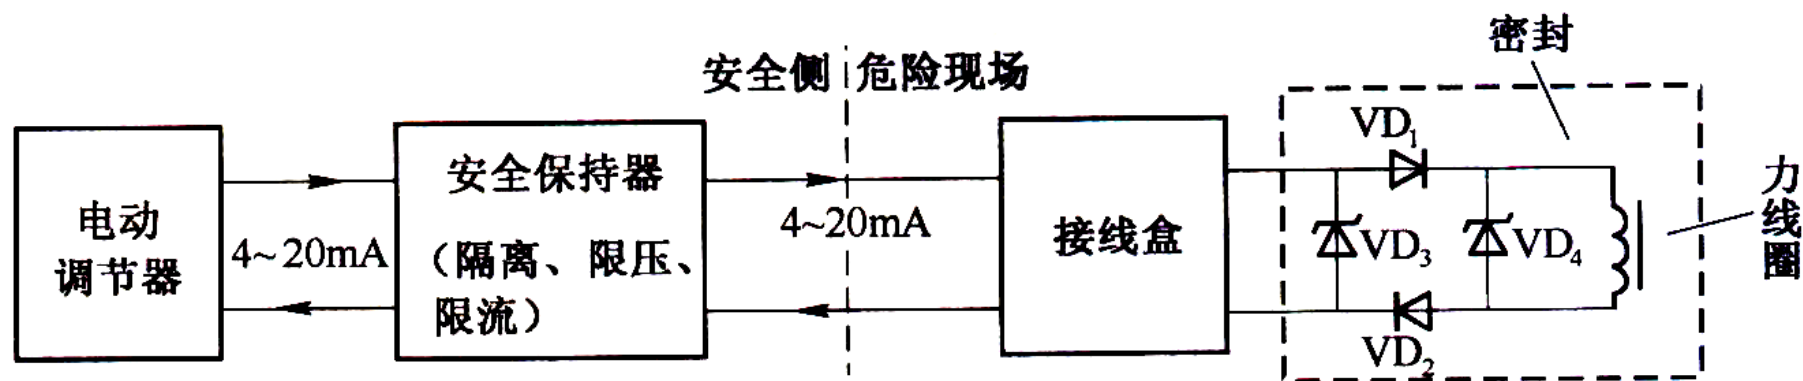 密封
安全侧
危险现场
电动
调节器
4~20mA
安全保持器
（隔离、限压、
限流）
4~20mA
接线盒
VD₁
VD₃
VD₄
VD₂
力线圈